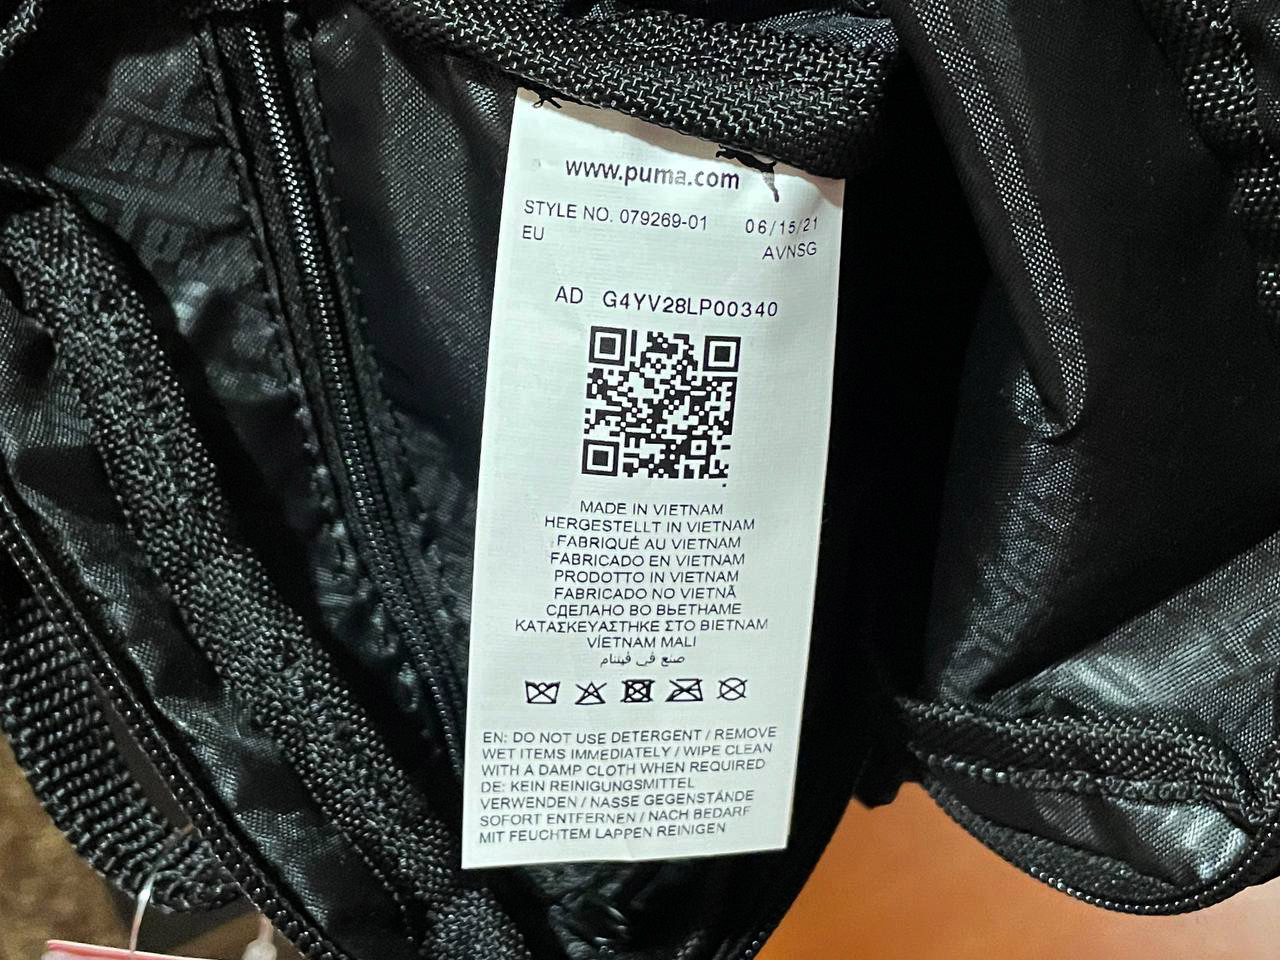 www.puma.com
STYLE NO. 079269-01 06/15/21
EU AVNSG
AD G4YV28LP00340
MADE IN VIETNAM
HERGESTELLT IN VIETNAM
FABRIQUÉ AU VIETNAM
FABRICADO EN VIETNAM
PRODOTTO IN VIETNAM
FABRICADO NO VIETNÃ
СДЕЛАНО ВО ВЬЕТНАМЕ
ΚΑΤΑΣΚΕΥΑΣΤΗΚΕ ΣΤΟ ΒΙΕΤΝΑΜ
VİETNAM MALI
صنع في فيتنام
EN: DO NOT USE DETERGENT / REMOVE
WET ITEMS IMMEDIATELY / WIPE CLEAN
WITH A DAMP CLOTH WHEN REQUIRED
DE: KEIN REINIGUNGSMITTEL
VERWENDEN / NASSE GEGENSTÄNDE
SOFORT ENTFERNEN / NACH BEDARF
MIT FEUCHTEM LAPPEN REINIGEN